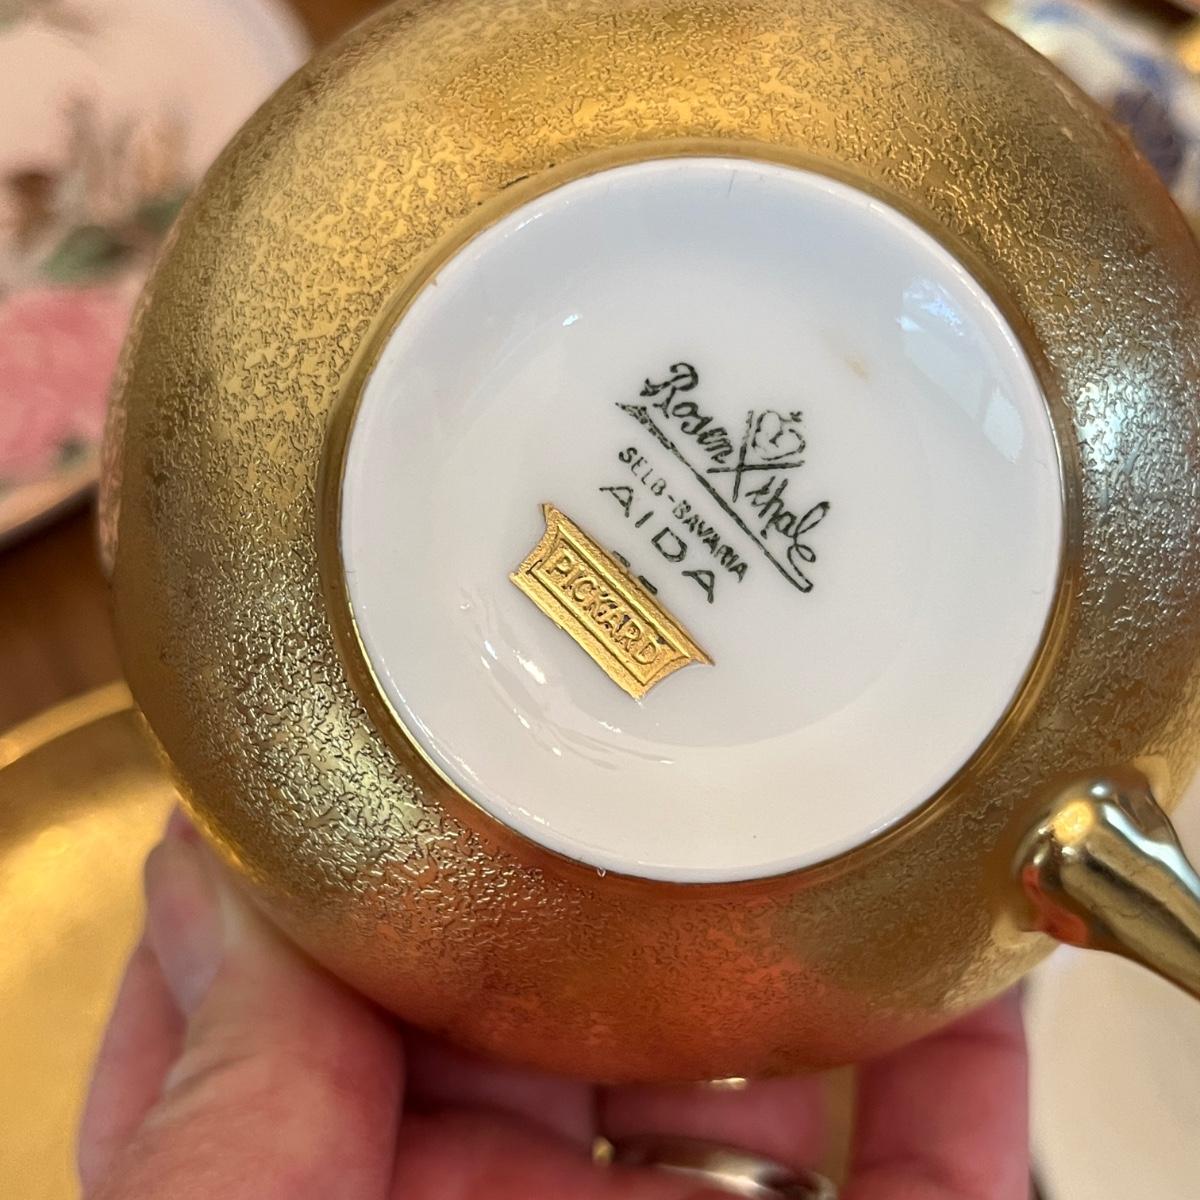 Rosenthal
SELB-BAVARIA
AIDA
PICKARD